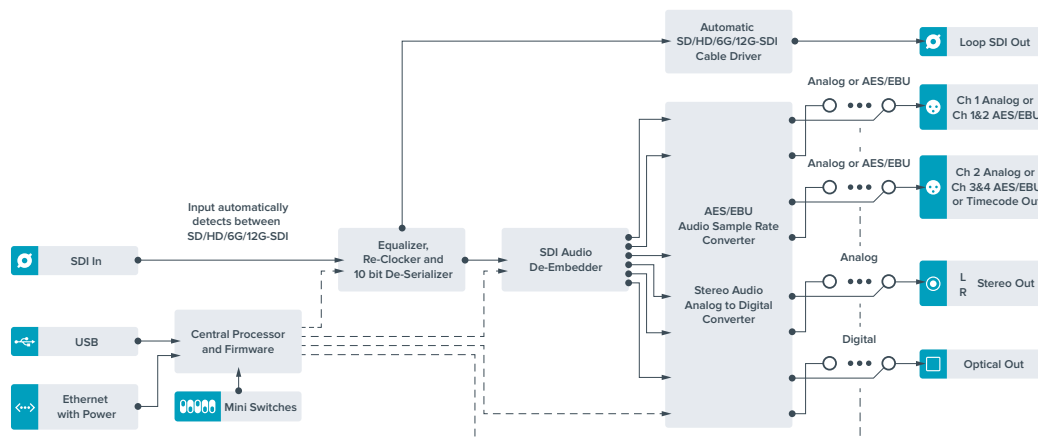 Automatic
SD/HD/6G/12G-SDI
Cable Driver
Loop SDI Out
Analog or AES/EBU
Ch 1 Analog or
Ch 1&2 AES/EBU
Analog or AES/EBU
Ch 2 Analog or
Ch 3&4 AES/EBU
or Timecode Out
Input automatically
detects between
SD/HD/6G/12G-SDI
AES/EBU
Audio Sample Rate
Converter
SDI In
Equalizer,
Re-Clocker and
10 bit De-Serializer
SDI Audio
De-Embedder
Analog
Stereo Audio
Analog to Digital
Converter
L
R
Stereo Out
USB
Central Processor
and Firmware
Digital
Optical Out
Ethernet
with Power
Mini Switches